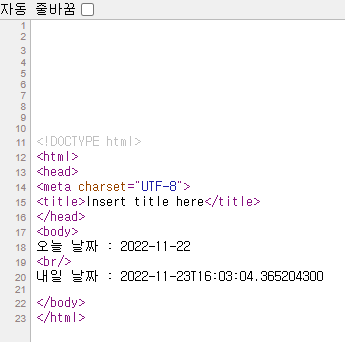 자동 줄바꿈
1
2
3
4
5
6
7
8
9
10
11 <!DOCTYPE html>
12 <html>
13 <head>
14 <meta charset="UTF-8">
15 <title>Insert title here</title>
16 </head>
17 <body>
18 오늘 날짜 : 2022-11-22
19 <br/>
20 내일 날짜 : 2022-11-23T16:03:04.365204300
21
22 </body>
23 </html>